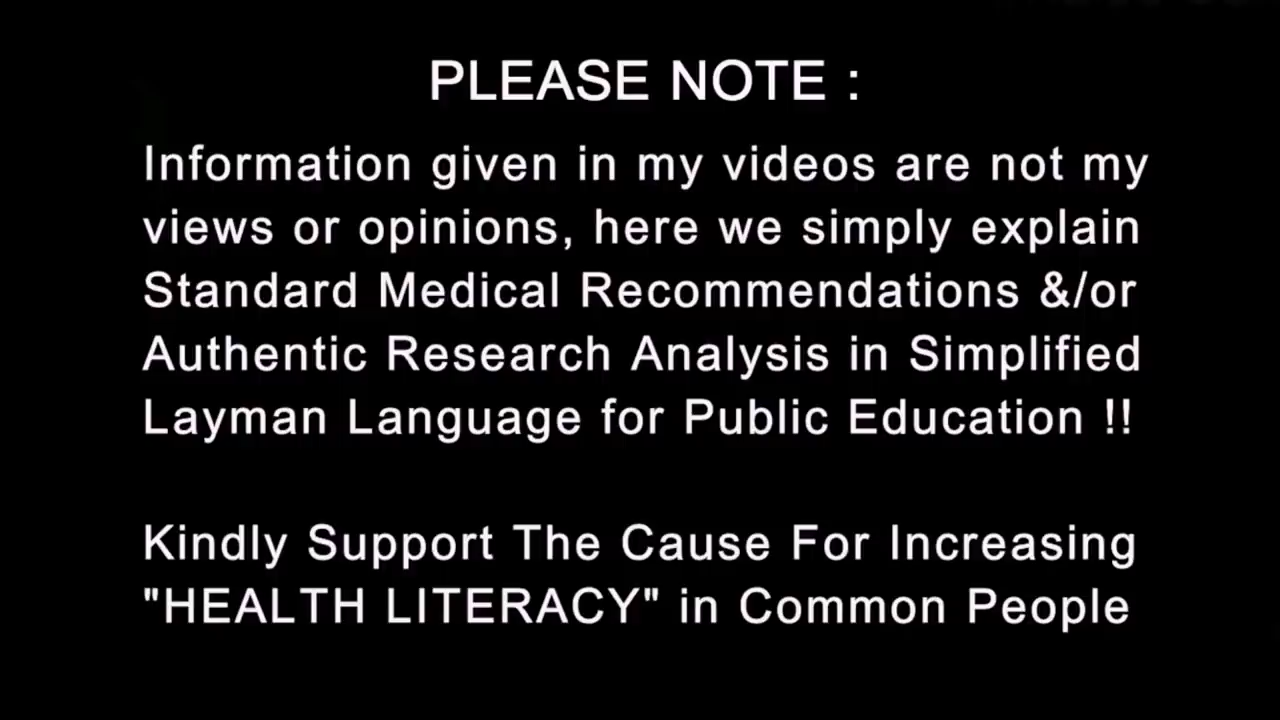 PLEASE NOTE :
Information given in my videos are not my
views or opinions, here we simply explain
Standard Medical Recommendations &/or
Authentic Research Analysis in Simplified
Layman Language for Public Education !!
Kindly Support The Cause For Increasing
"HEALTH LITERACY" in Common People